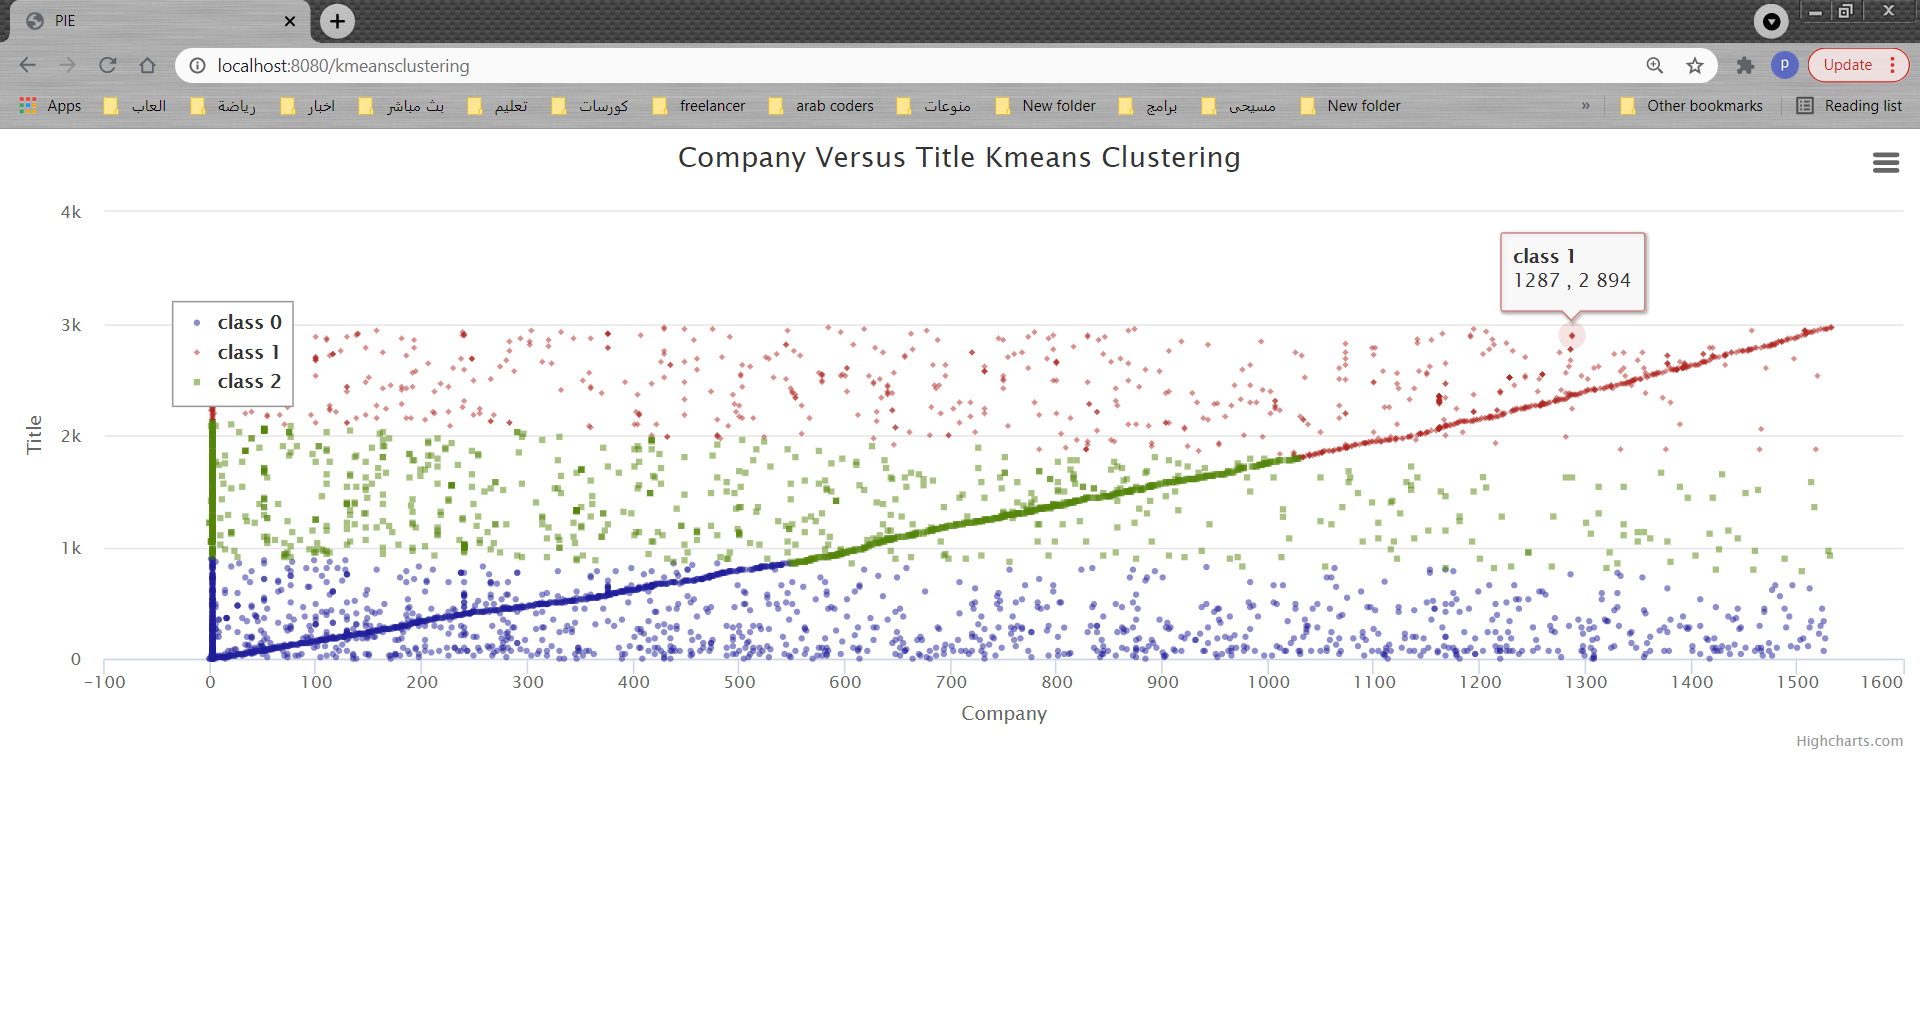 PIE
localhost:8080/kmeansclustering
Update
Apps العاب رياضة اخبار بث مباشر تعليم كورسات freelancer arab coders منوعات New folder برامج مسيحى New folder » Other bookmarks Reading list
Company Versus Title Kmeans Clustering
4k
3k
2k
1k
0
Title
class 0
class 1
class 2
class 1
1287 , 2 894
-100 0 100 200 300 400 500 600 700 800 900 1000 1100 1200 1300 1400 1500 1600
Company
Highcharts.com